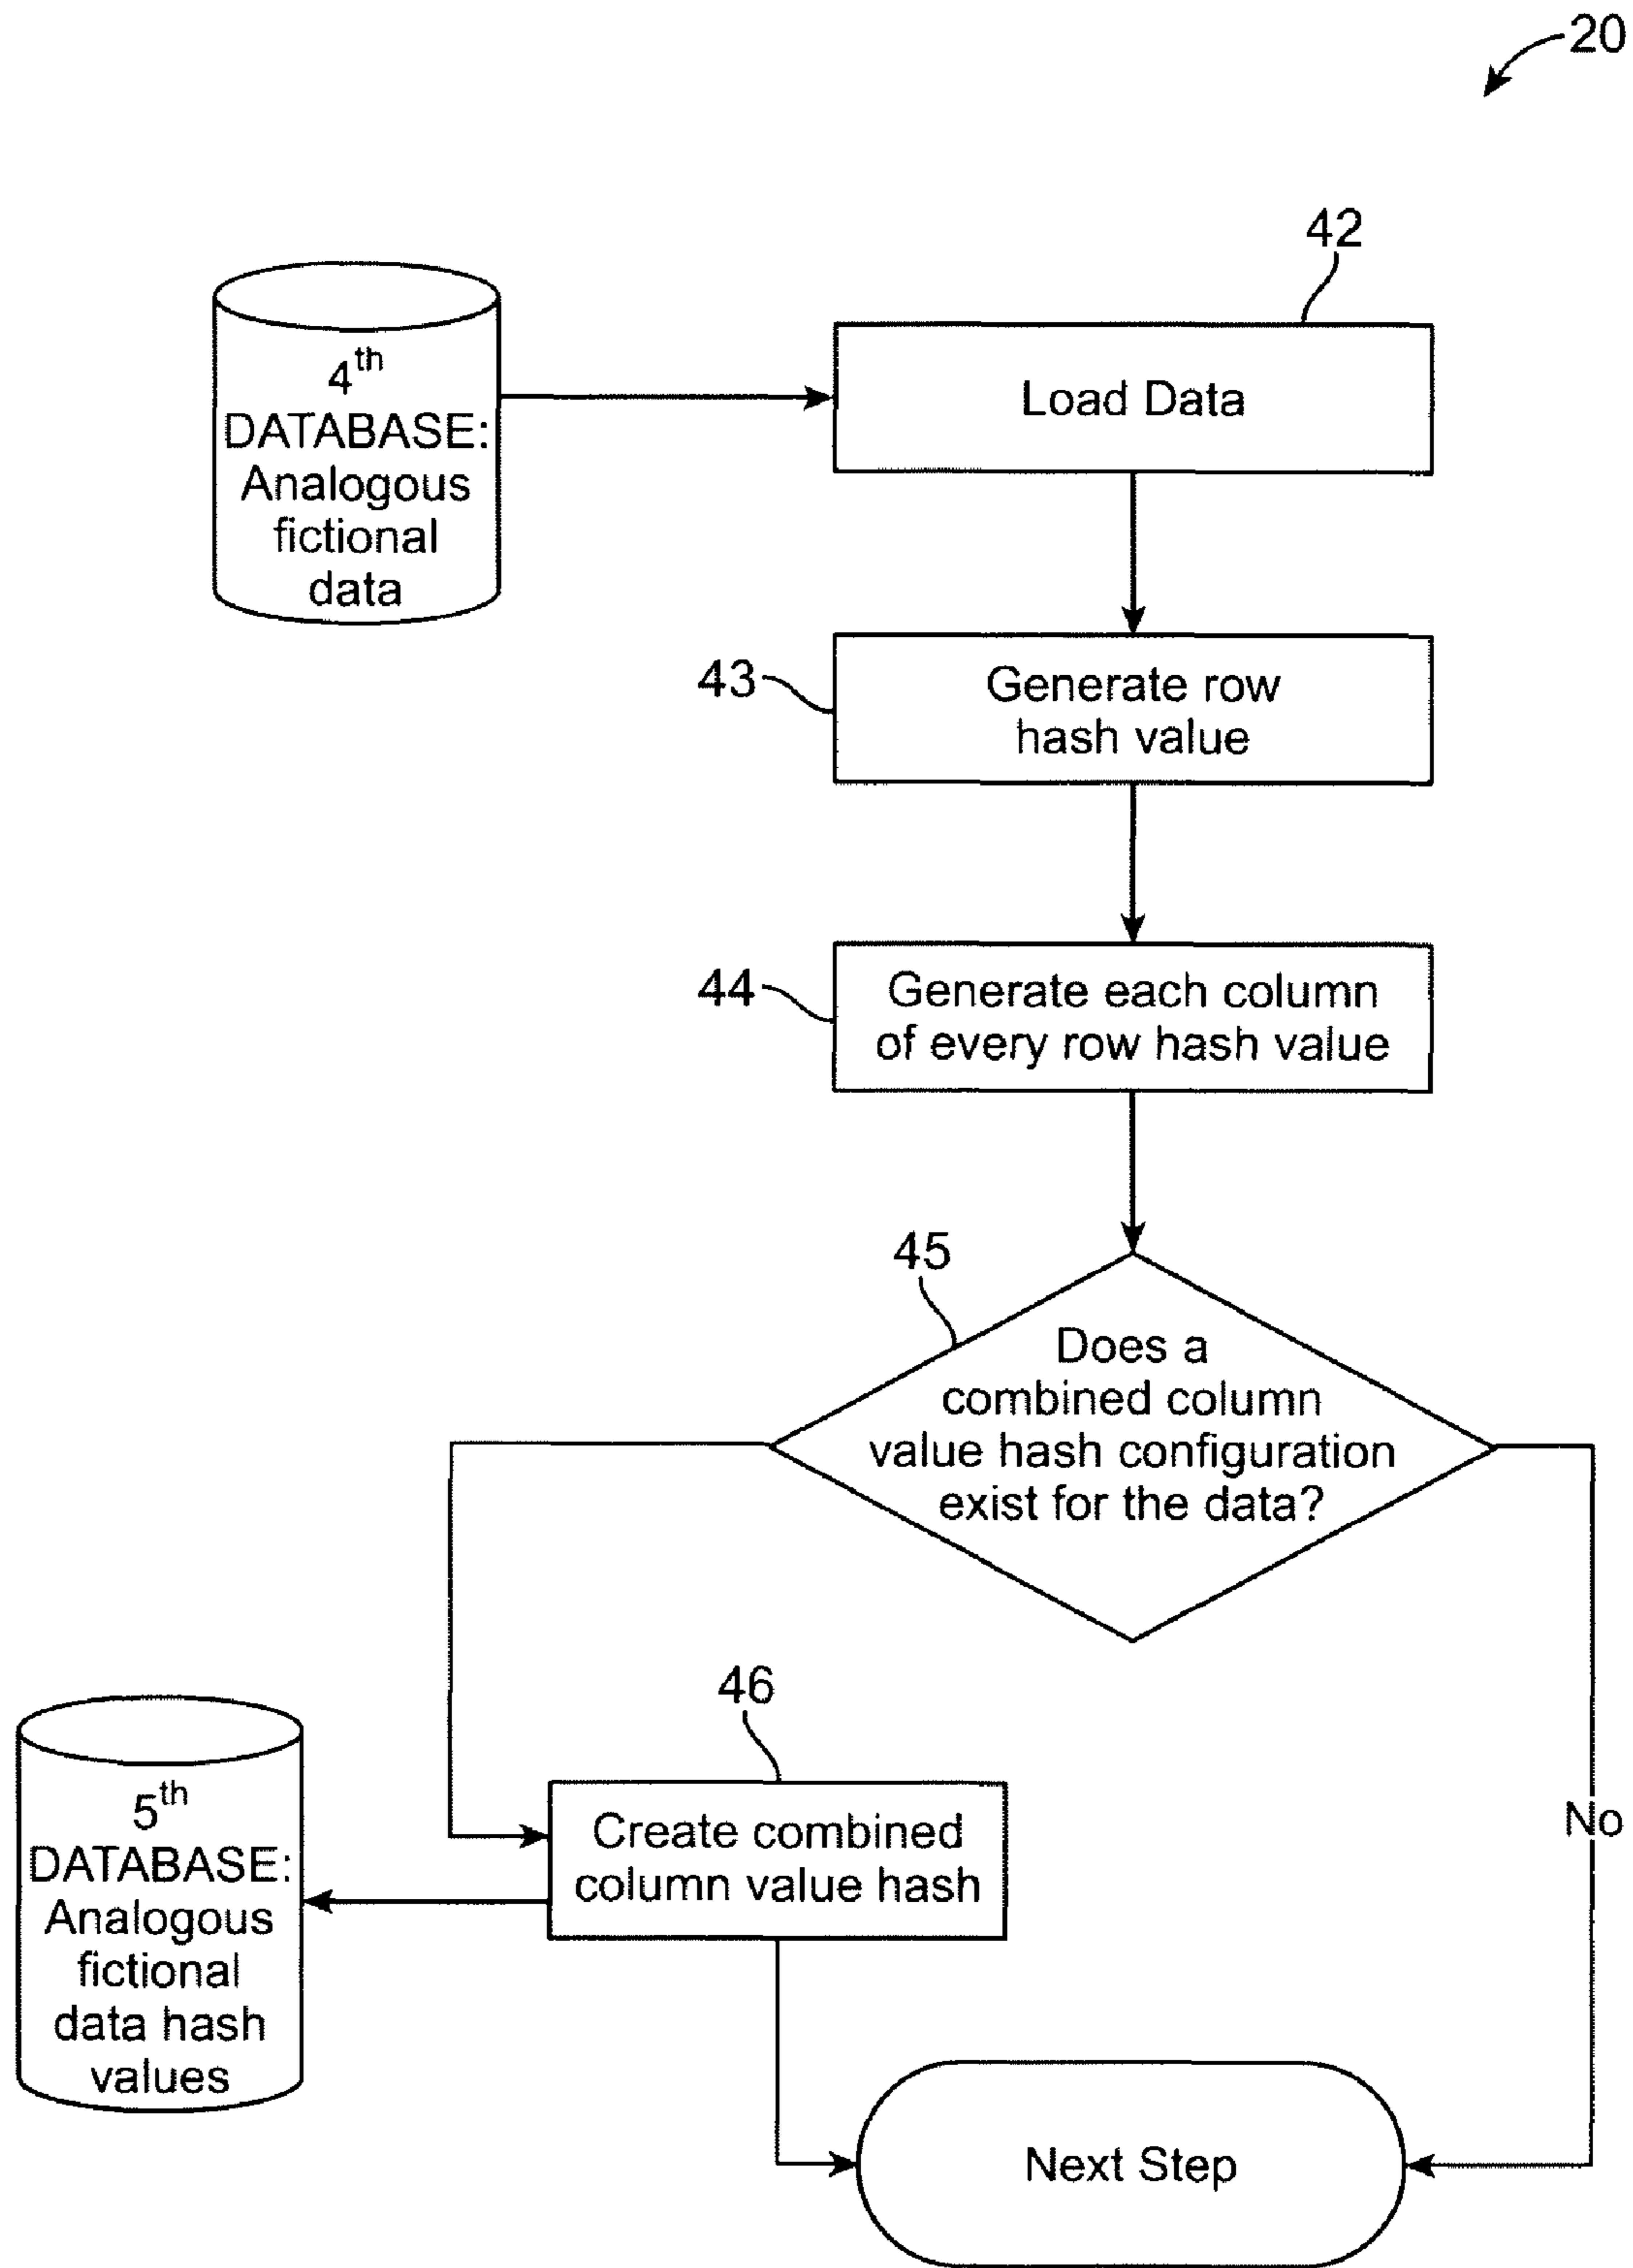 20
42
4th
DATABASE:
Analogous
fictional
data
Load Data
43
Generate row
hash value
44
Generate each column
of every row hash value
45
Does a
combined column
value hash configuration
exist for the data?
46
5th
DATABASE:
Analogous
fictional
data hash
values
Create combined
column value hash
No
Next Step